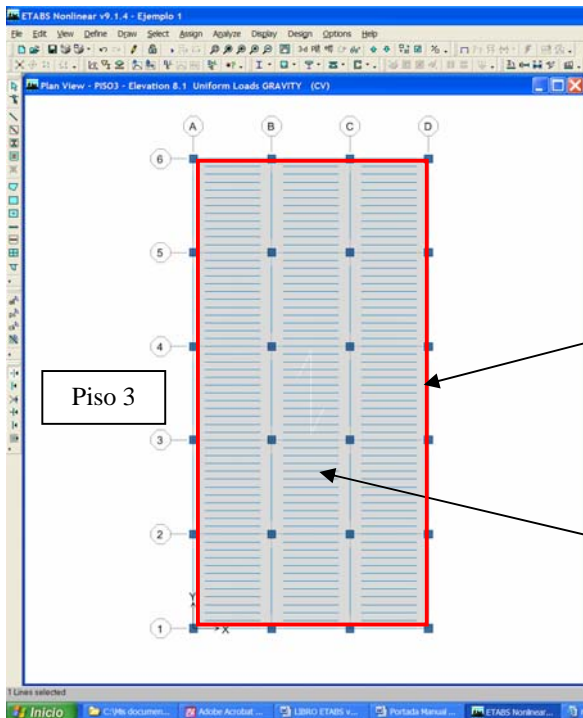 ETABS Nonlinear v9.1.4 - Ejemplo 1
File Edit View Define Draw Select Assign Analyze Display Design Options Help
Plan View - PISO3 - Elevation 8.1 Uniform Loads GRAVITY (CV)
A B C D
6
5
4
Piso 3
3
2
Y
1
X
1 Lines selected
Inicio C:\Mis documen... Adobe Acrobat ... LIBRO ETABS v... Portada Manual ... ETABS Nonlinear...